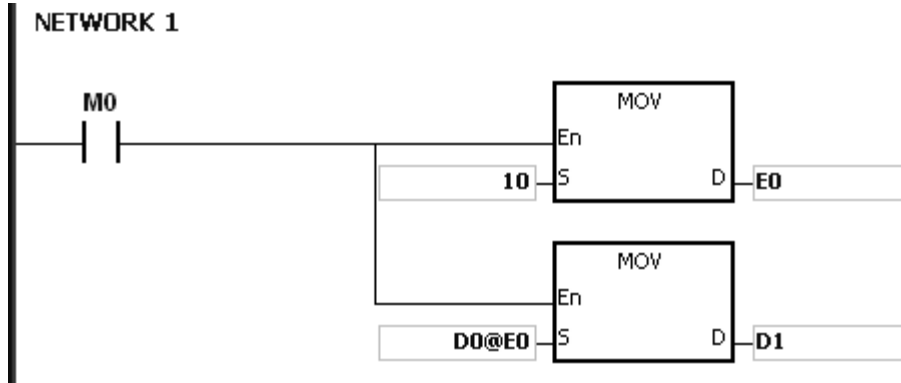 NETWORK 1
M0
MOV
En
10 S D E0
MOV
En
D0@E0 S D D1